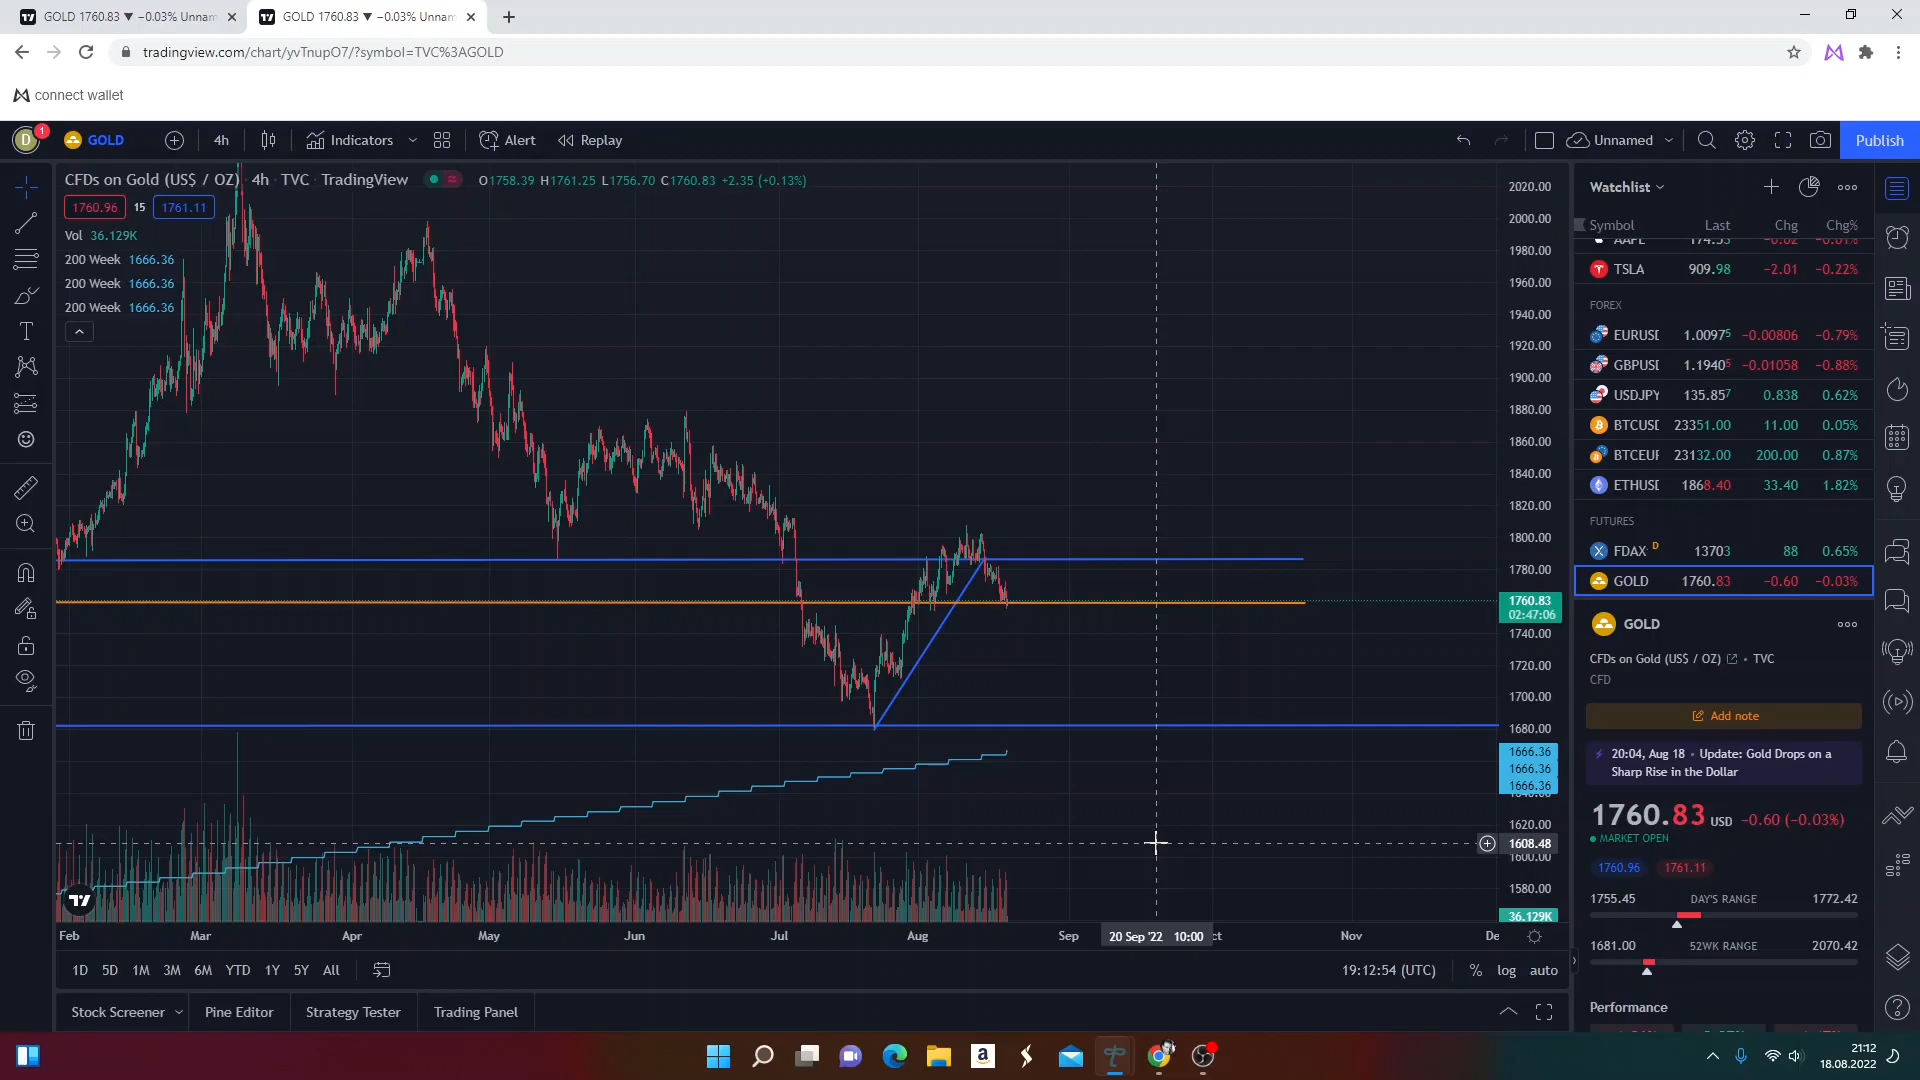 GOLD 1760.83 ▼ −0.03% Unnam
GOLD 1760.83 ▼ −0.03% Unnam
tradingview.com/chart/yvTnupO7/?symbol=TVC%3AGOLD
connect wallet
D 1 GOLD 4h Indicators Alert Replay Unnamed Publish
CFDs on Gold (US$ / OZ) · 4h · TVC · TradingView O1758.39 H1761.25 L1756.70 C1760.83 +2.35 (+0.13%)
1760.96 15 1761.11
Vol 36.129K
200 Week 1666.36
200 Week 1666.36
200 Week 1666.36
2020.00
2000.00
1980.00
1960.00
1940.00
1920.00
1900.00
1880.00
1860.00
1840.00
1820.00
1800.00
1780.00
1760.83
02:47:06
1740.00
1720.00
1700.00
1680.00
1666.36
1666.36
1666.36
1620.00
1608.48
1600.00
1580.00
36.129K
Feb Mar Apr May Jun Jul Aug Sep 20 Sep '22 10:00 ct Nov De
1D 5D 1M 3M 6M YTD 1Y 5Y All 19:12:54 (UTC) % log auto
Stock Screener Pine Editor Strategy Tester Trading Panel
Watchlist
Symbol Last Chg Chg%
AAPL 174.53 −0.02 −0.01%
TSLA 909.98 −2.01 −0.22%
FOREX
EURUSD 1.00975 −0.00806 −0.79%
GBPUSD 1.19405 −0.01058 −0.88%
USDJPY 135.857 0.838 0.62%
BTCUSD 23351.00 11.00 0.05%
BTCEUR 23132.00 200.00 0.87%
ETHUSD 1868.40 33.40 1.82%
FUTURES
FDAX D 13703 88 0.65%
GOLD 1760.83 −0.60 −0.03%
GOLD
CFDs on Gold (US$ / OZ) • TVC
CFD
Add note
20:04, Aug 18 • Update: Gold Drops on a
Sharp Rise in the Dollar
1760.83 USD −0.60 (−0.03%)
MARKET OPEN
1760.96 1761.11
1755.45 DAY'S RANGE 1772.42
1681.00 52WK RANGE 2070.42
Performance
21:12
18.08.2022